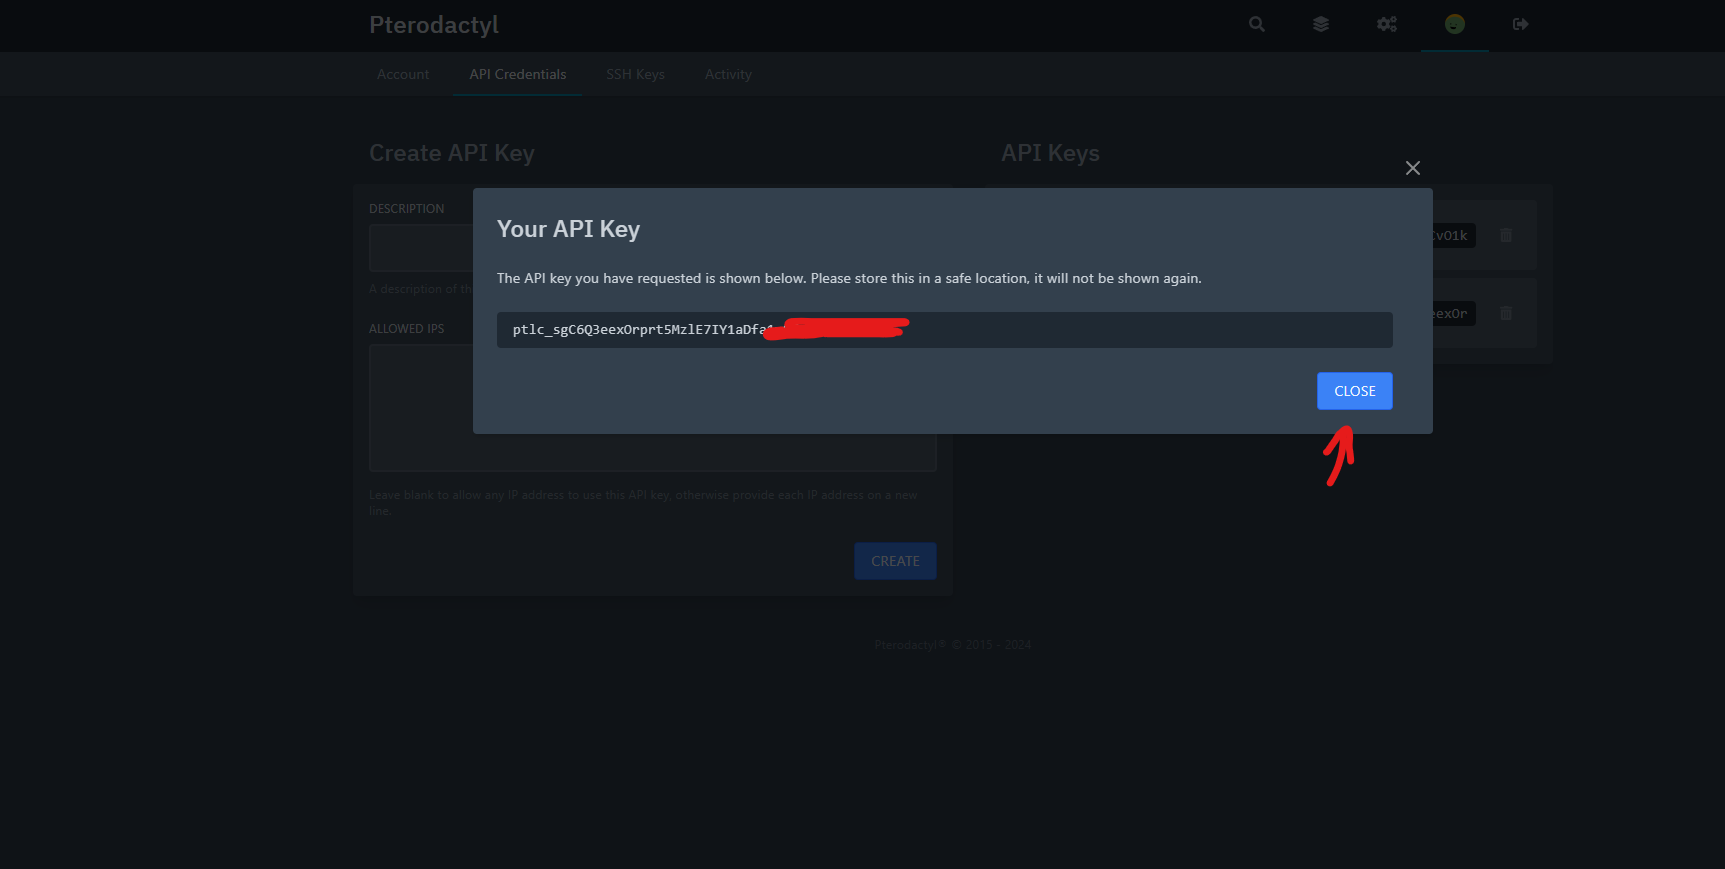 Pterodactyl
Account API Credentials SSH Keys Activity
Create API Key
API Keys
DESCRIPTION
A description of
ALLOWED IPS
Leave blank to allow any IP address to use this API key, otherwise provide each IP address on a new
line.
CREATE
Your API Key
The API key you have requested is shown below. Please store this in a safe location, it will not be shown again.
ptlc_sgC6Q3eexOrprt5MzlE7IY1aDfa
CLOSE
vO1k
eexOr
Pterodactyl® © 2015 - 2024